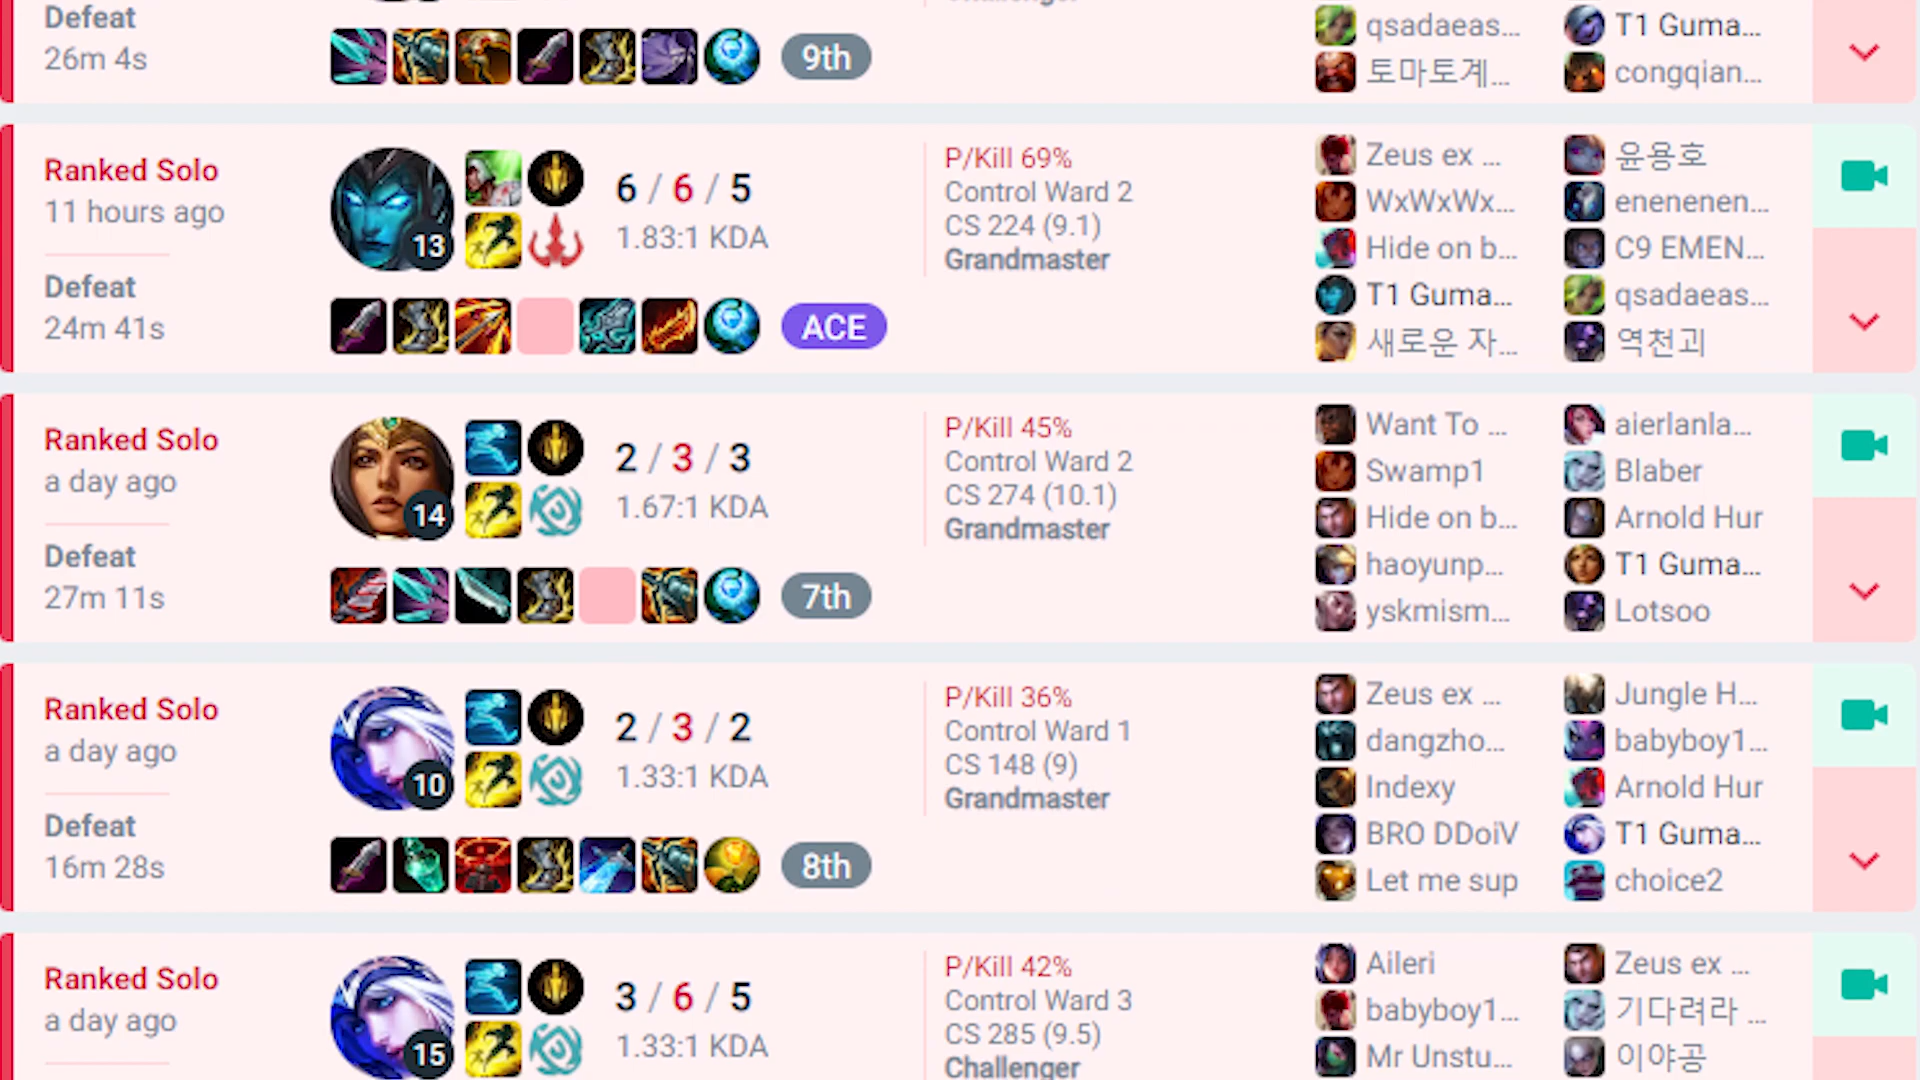 Defeat
26m 4s
9th
qsadaeas...
토마토계...
T1 Guma...
congqian...
Ranked Solo
11 hours ago
Defeat
24m 41s
13
6 / 6 / 5
1.83:1 KDA
ACE
P/Kill 69%
Control Ward 2
CS 224 (9.1)
Grandmaster
Zeus ex ...
WxWxWx...
Hide on b...
T1 Guma...
새로운 자...
윤용호
enenenen...
C9 EMEN...
qsadaeas...
역천괴
Ranked Solo
a day ago
Defeat
27m 11s
14
2 / 3 / 3
1.67:1 KDA
7th
P/Kill 45%
Control Ward 2
CS 274 (10.1)
Grandmaster
Want To ...
Swamp1
Hide on b...
haoyunp...
yskmism...
aierlanla...
Blaber
Arnold Hur
T1 Guma...
Lotsoo
Ranked Solo
a day ago
Defeat
16m 28s
10
2 / 3 / 2
1.33:1 KDA
8th
P/Kill 36%
Control Ward 1
CS 148 (9)
Grandmaster
Zeus ex ...
dangzho...
Indexy
BRO DDoiV
Let me sup
Jungle H...
babyboy1...
Arnold Hur
T1 Guma...
choice2
Ranked Solo
a day ago
15
3 / 6 / 5
1.33:1 KDA
P/Kill 42%
Control Ward 3
CS 285 (9.5)
Challenger
Aileri
babyboy1...
Mr Unstu...
Zeus ex ...
기다려라 ...
이야공